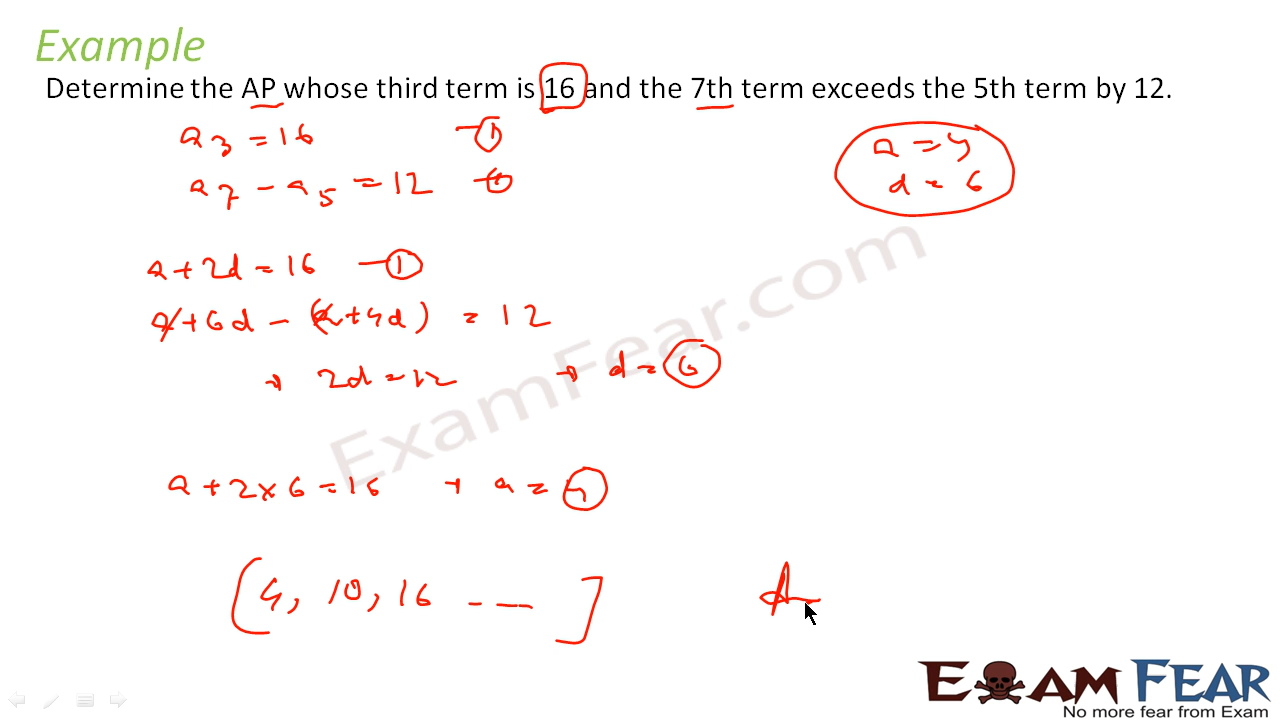 Example
Determine the AP whose third term is 16 and the 7th term exceeds the 5th term by 12.
a3 = 16 — ①
a7 - a5 = 12
a = 4
d = 6
a + 2d = 16 — ①
a + 6d - (a + 4d) = 12
→ 2d = 12 → d = 6
a + 2 × 6 = 16 → a = 4
[4, 10, 16 - — ]
ExamFear.com
EXAM FEAR
No more fear from Exam